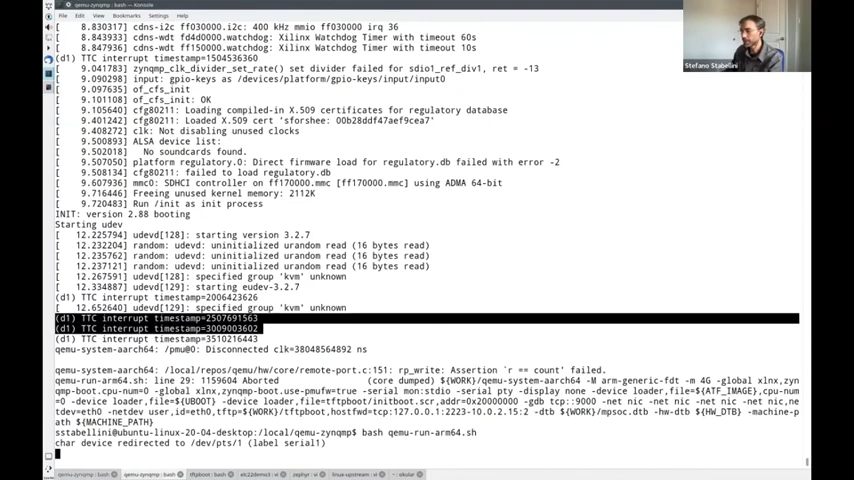 qemu-zynqmp : bash — Konsole
File Edit View Bookmarks Settings Help
[    8.830317] cdns-i2c ff030000.i2c: 400 kHz mmio ff030000 irq 36
[    8.843933] cdns-wdt fd4d0000.watchdog: Xilinx Watchdog Timer with timeout 60s
[    8.847936] cdns-wdt ff150000.watchdog: Xilinx Watchdog Timer with timeout 10s
(d1) TTC interrupt timestamp=1504536360
[    9.041783] zynqmp_clk_divider_set_rate() set divider failed for sdio1_ref_div1, ret = -13
[    9.090298] input: gpio-keys as /devices/platform/gpio-keys/input/input0
[    9.097635] of_cfs_init
[    9.101108] of_cfs_init: OK
[    9.105640] cfg80211: Loading compiled-in X.509 certificates for regulatory database
[    9.401242] cfg80211: Loaded X.509 cert 'sforshee: 00b28ddf47aef9cea7'
[    9.408272] clk: Not disabling unused clocks
[    9.500893] ALSA device list:
[    9.502018]   No soundcards found.
[    9.507050] platform regulatory.0: Direct firmware load for regulatory.db failed with error -2
[    9.508134] cfg80211: failed to load regulatory.db
[    9.607936] mmc0: SDHCI controller on ff170000.mmc [ff170000.mmc] using ADMA 64-bit
[    9.716446] Freeing unused kernel memory: 2112K
[    9.720483] Run /init as init process
INIT: version 2.88 booting
Starting udev
[   12.225794] udevd[128]: starting version 3.2.7
[   12.232204] random: udevd: uninitialized urandom read (16 bytes read)
[   12.235121] random: udevd: uninitialized urandom read (16 bytes read)
[   12.237121] random: udevd: uninitialized urandom read (16 bytes read)
[   12.267591] udevd[128]: specified group 'kvm' unknown
[   12.334887] udevd[129]: starting eudev-3.2.7
(d1) TTC interrupt timestamp=2006423626
[   12.652640] udevd[129]: specified group 'kvm' unknown
(d1) TTC interrupt timestamp=2507691563
(d1) TTC interrupt timestamp=3009003602
(d1) TTC interrupt timestamp=3510216443
qemu-system-aarch64: /pmu@0: Disconnected clk=38048564892 ns
qemu-system-aarch64: /local/repos/qemu/hw/core/remote-port.c:151: rp_write: Assertion `r == count' failed.
qemu-run-arm64.sh: line 29: 1159604 Aborted                 (core dumped) ${WORK}/qemu-system-aarch64 -M arm-generic-fdt -m 4G -global xlnx,zyn
qmp-boot.cpu-num=0 -global xlnx,zynqmp-boot.use-pmufw=true -serial mon:stdio -serial pty -display none -device loader,file=${ATF_IMAGE},cpu-num
=0 -device loader,file=${UBOOT} -device loader,file=tftpboot/initboot.scr,addr=0x20000000 -gdb tcp::9000 -net nic -net nic -net nic -net nic,ne
tdev=eth0 -netdev user,id=eth0,tftp=${WORK}/tftpboot,hostfwd=tcp:127.0.0.1:2223-10.0.2.15:2 -dtb ${WORK}/mpsoc.dtb -hw-dtb ${HW_DTB} -machine-p
ath ${MACHINE_PATH}
sstabellini@ubuntu-linux-20-04-desktop:/local/qemu-zynqmp$ bash qemu-run-arm64.sh
char device redirected to /dev/pts/1 (label serial1)
qemu-zynqmp : bash qemu-zynqmp : bash tftpboot : bash elc22demo3 : vi zephyr : vi linux-upstream : vi : okular
Stefano Stabellini